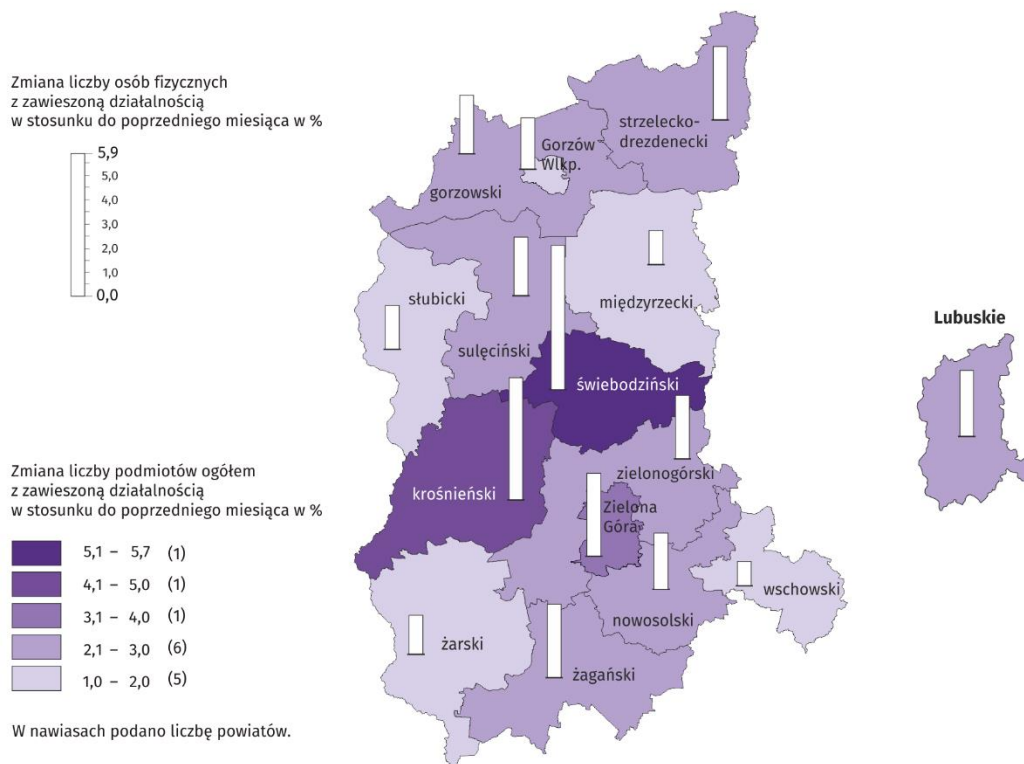 Zmiana liczby osób fizycznych
z zawieszoną działalnością
w stosunku do poprzedniego miesiąca w %
5,9
5,0
4,0
3,0
2,0
1,0
0,0
strzelecko-
drezdenecki
Gorzów
Wlkp.
gorzowski
słubicki
międzyrzecki
sulęciński
świebodziński
Lubuskie
krośnieński
zielonogórski
Zielona
Góra
wschowski
nowosolski
żarski
żagański
Zmiana liczby podmiotów ogółem
z zawieszoną działalnością
w stosunku do poprzedniego miesiąca w %
5,1 – 5,7 (1)
4,1 – 5,0 (1)
3,1 – 4,0 (1)
2,1 – 3,0 (6)
1,0 – 2,0 (5)
W nawiasach podano liczbę powiatów.